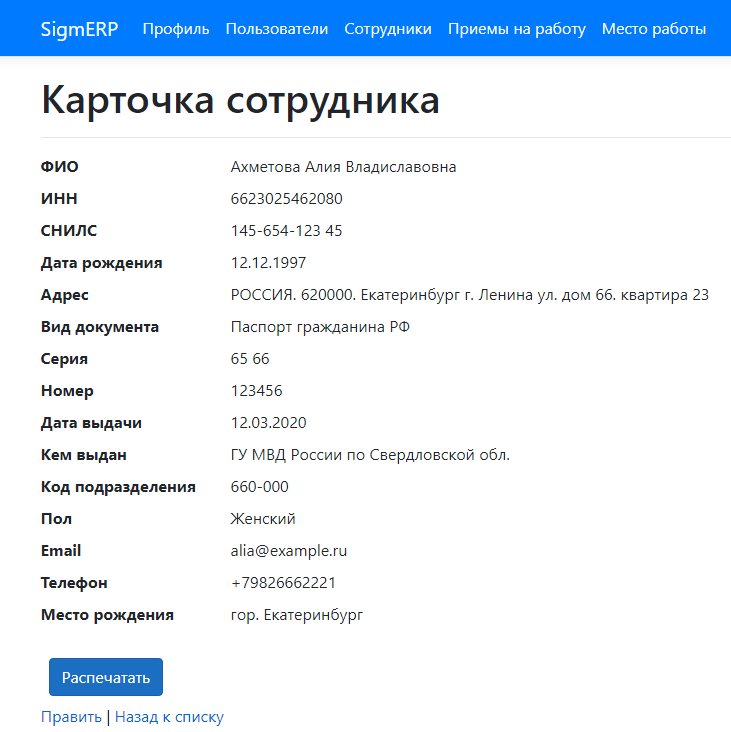 SigmERP Профиль Пользователи Сотрудники Приемы на работу Место работы
Карточка сотрудника
ФИО Ахметова Алия Владиславовна
ИНН 6623025462080
СНИЛС 145-654-123 45
Дата рождения 12.12.1997
Адрес РОССИЯ. 620000. Екатеринбург г. Ленина ул. дом 66. квартира 23
Вид документа Паспорт гражданина РФ
Серия 65 66
Номер 123456
Дата выдачи 12.03.2020
Кем выдан ГУ МВД России по Свердловской обл.
Код подразделения 660-000
Пол Женский
Email alia@example.ru
Телефон +79826662221
Место рождения гор. Екатеринбург
Распечатать
Править | Назад к списку